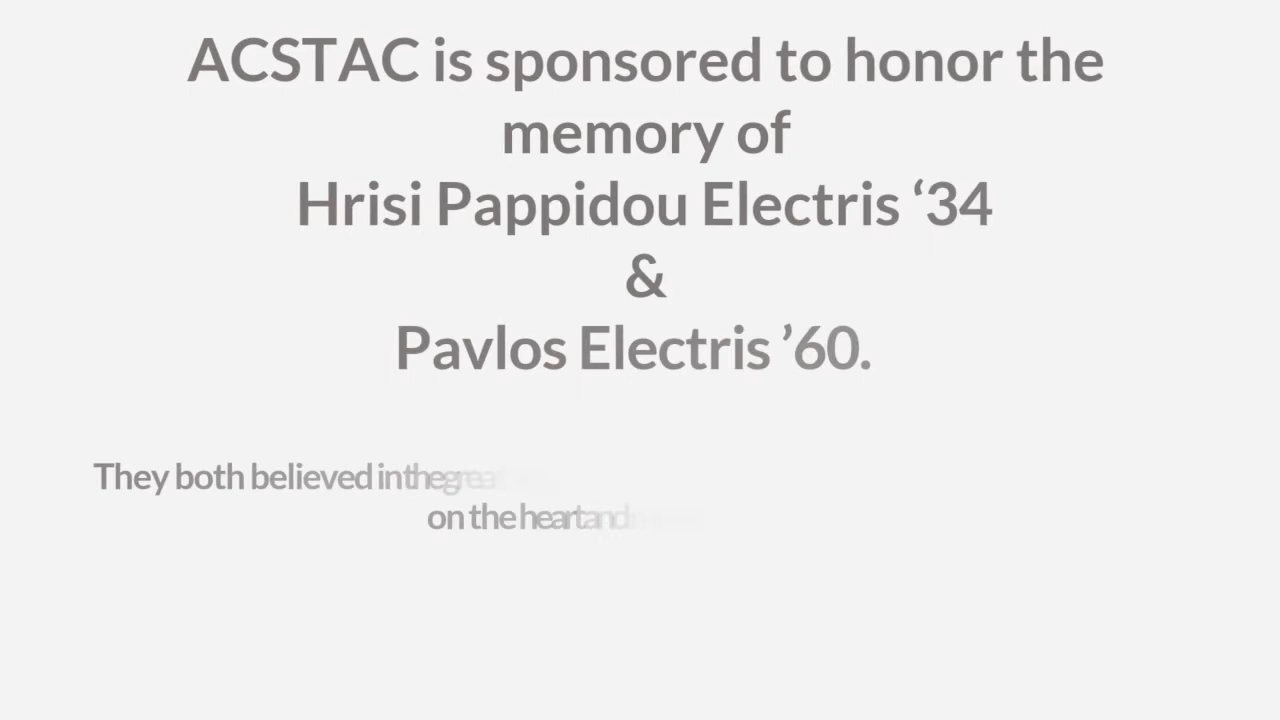 ACSTAC is sponsored to honor the
memory of
Hrisi Pappidou Electris ‘34
&
Pavlos Electris ’60.
They both believed in the great
on the heart and